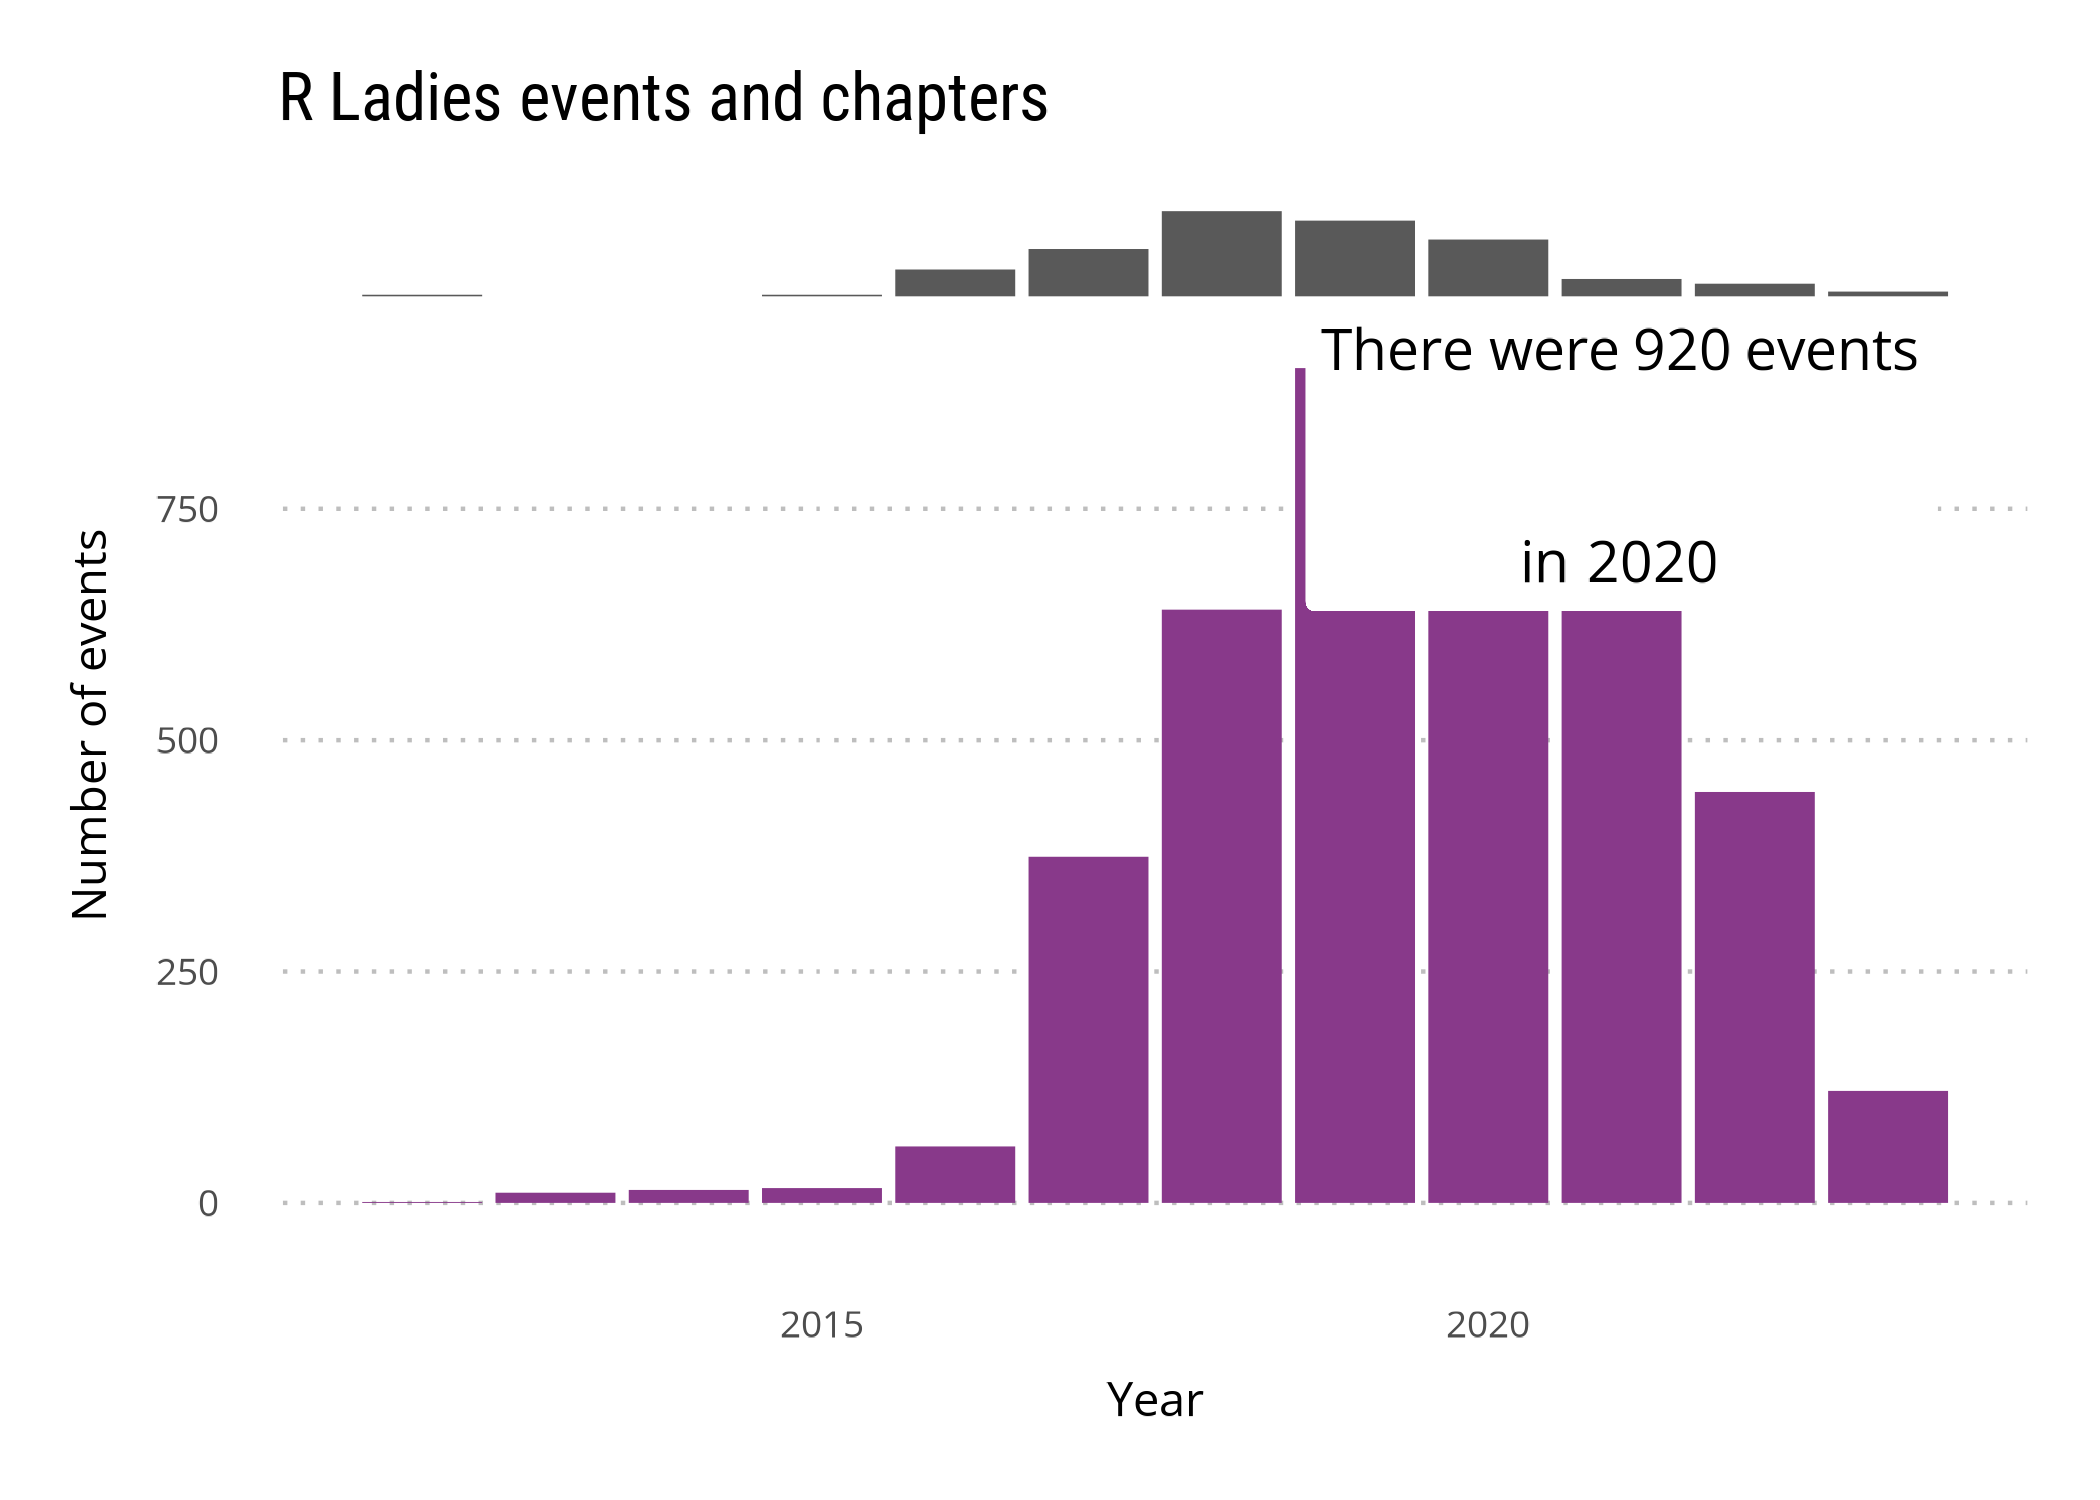 R Ladies events and chapters
There were 920 events
in 2020
750
500
250
0
Number of events
2015
2020
Year